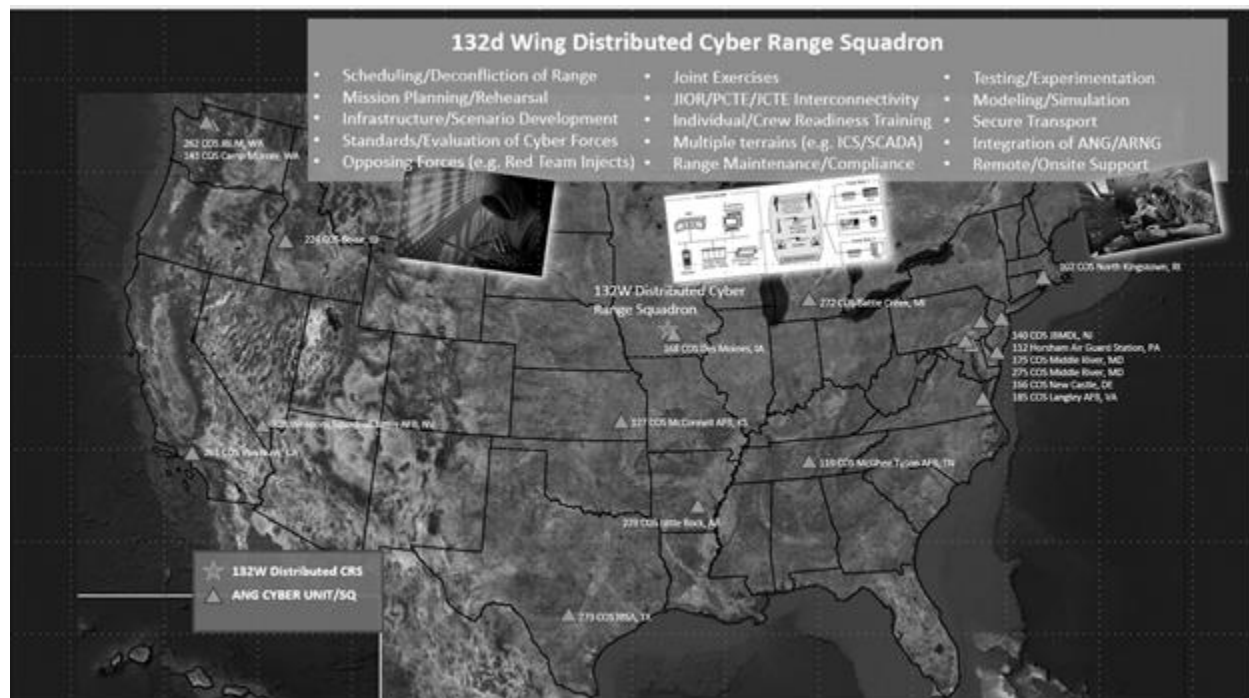 132d Wing Distributed Cyber Range Squadron
• Scheduling/Deconfliction of Range
• Mission Planning/Rehearsal
• Infrastructure/Scenario Development
• Standards/Evaluation of Cyber Forces
• Opposing Forces (e.g. Red Team Injects)
• Joint Exercises
• JIOR/PCTE/JCTE Interconnectivity
• Individual/Crew Readiness Training
• Multiple terrains (e.g. ICS/SCADA)
• Range Maintenance/Compliance
• Testing/Experimentation
• Modeling/Simulation
• Secure Transport
• Integration of ANG/ARNG
• Remote/Onsite Support
262 COS JBLM, WA
143 COS Camp Murray, WA
224 COS Boise, ID
102 COS North Kingstown, RI
132W Distributed Cyber
Range Squadron
168 COS Des Moines, IA
272 COS Battle Creek, MI
140 COS JBMDL, NJ
112 Horsham Air Guard Station, PA
175 COS Middle River, MD
275 COS Middle River, MD
166 COS New Castle, DE
185 COS Langley AFB, VA
127 COS McConnell AFB, KS
Weapons Squadron AFB, NV
261 COS CA
119 COS McGhee Tyson AFB, TN
223 COS Little Rock, AR
273 COS JBSA, TX
132W Distributed CRS
ANG CYBER UNIT/SQ